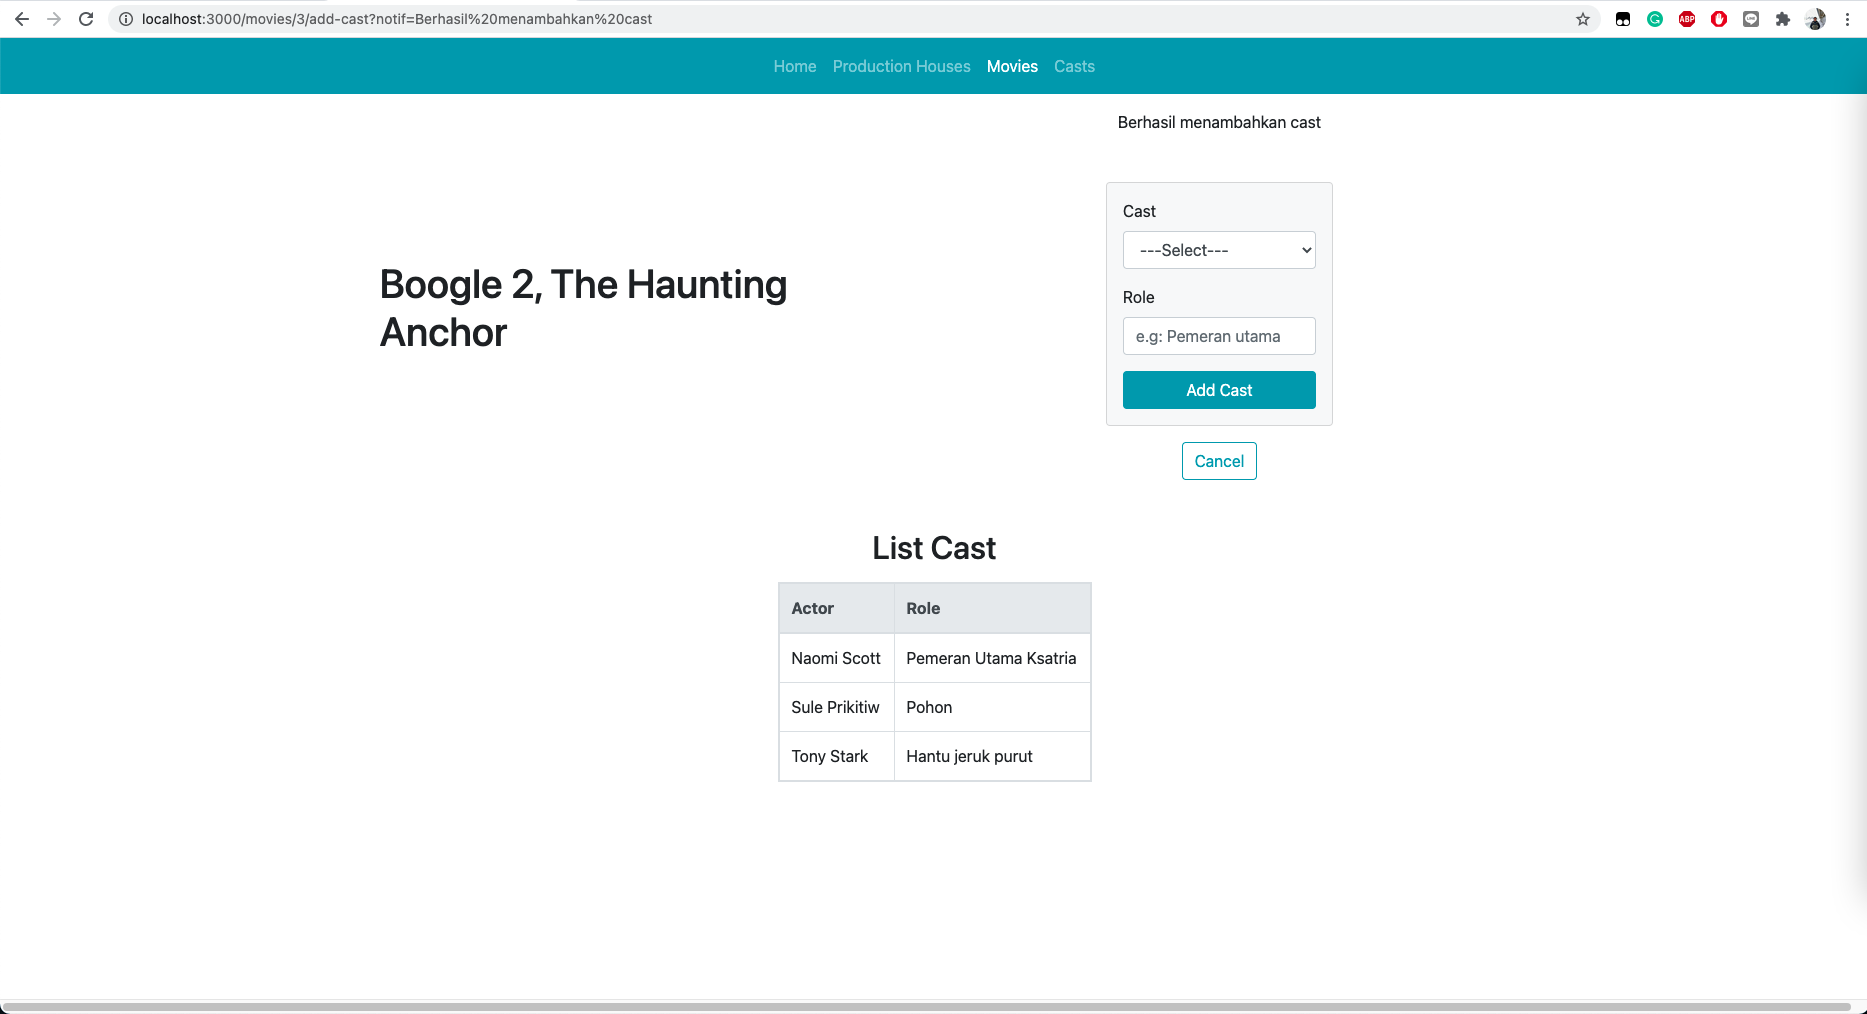 localhost:3000/movies/3/add-cast?notif=Berhasil%20menambahkan%20cast
ABP
Home Production Houses Movies Casts
Berhasil menambahkan cast
Boogle 2, The Haunting
Anchor
Cast
---Select---
Role
e.g: Pemeran utama
Add Cast
Cancel
List Cast
Actor Role
Naomi Scott Pemeran Utama Ksatria
Sule Prikitiw Pohon
Tony Stark Hantu jeruk purut